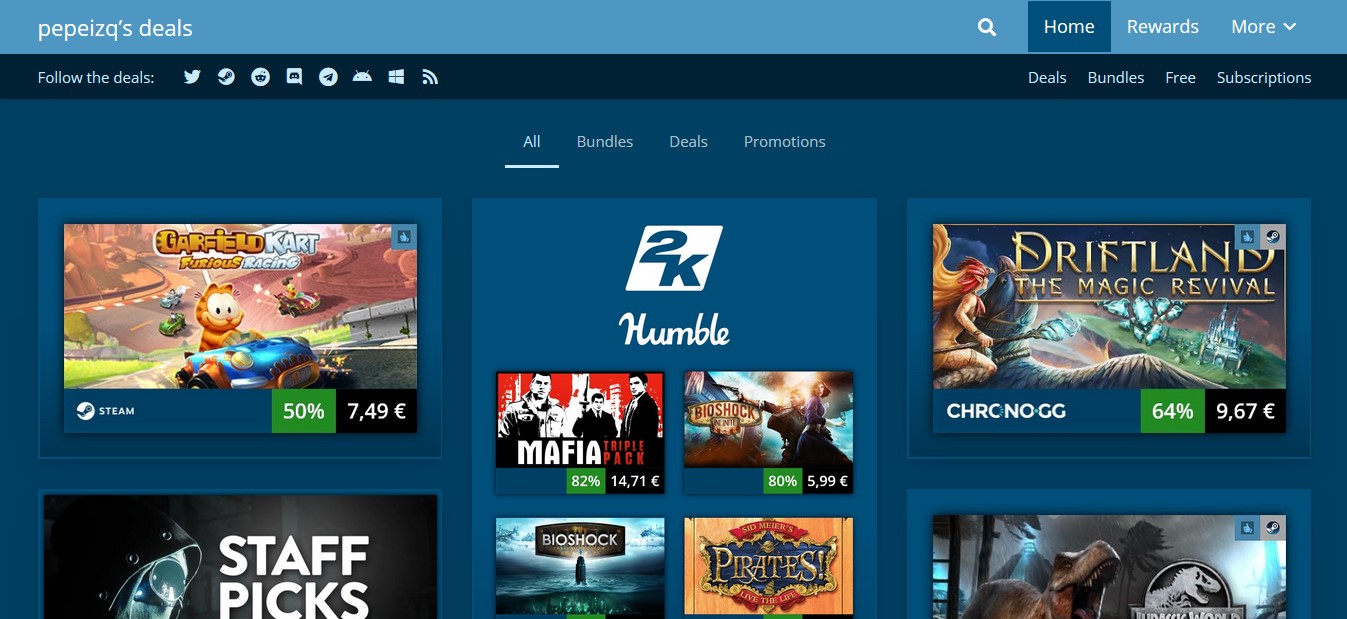 pepeizq’s deals
Home
Rewards
More
Follow the deals:
Deals
Bundles
Free
Subscriptions
All
Bundles
Deals
Promotions
GARFIELD KART
FURIOUS RACING
STEAM
50%
7,49 €
STAFF
PICKS
2K
Humble
MAFIA TRIPLE
PACK
82%
14,71 €
BIOSHOCK
INFINITE
80%
5,99 €
BIOSHOCK
SID MEIER'S
PIRATES!
LIVE THE LIFE
DRIFTLAND
THE MAGIC REVIVAL
CHRONO.GG
64%
9,67 €
JURASSIC WORLD